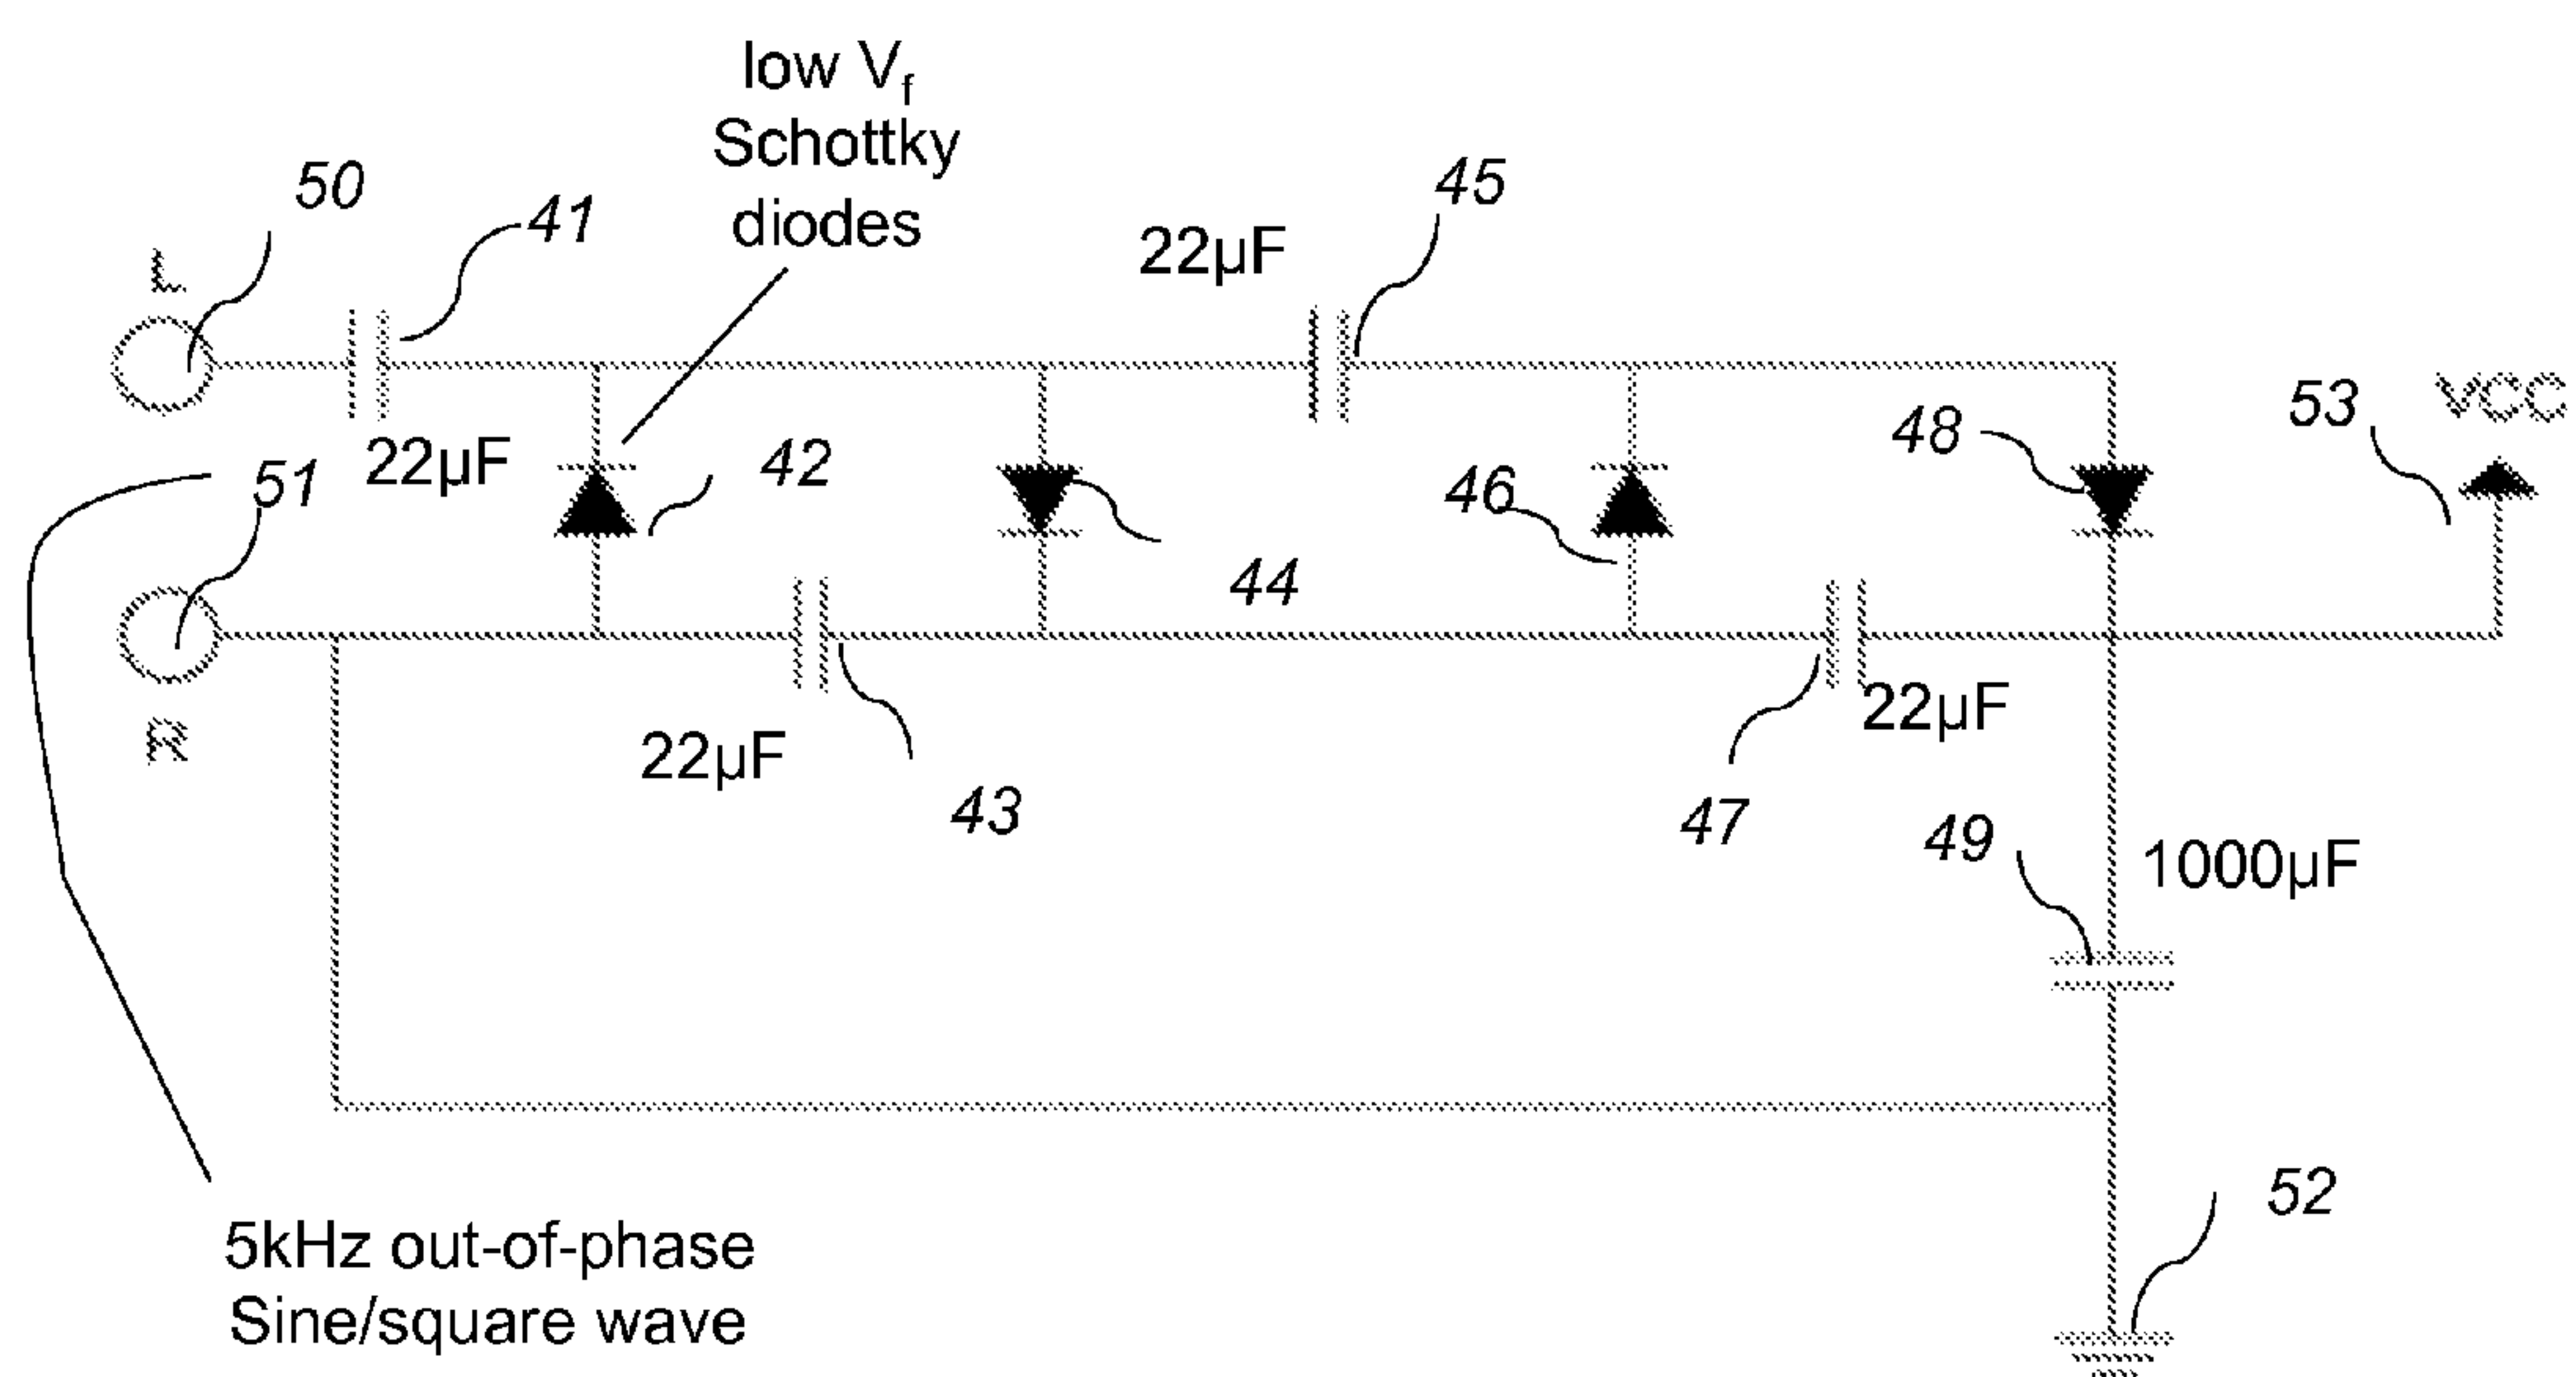 low Vf
Schottky
diodes
50
41
45
22µF
L
53
VCC
48
51
22µF
42
46
44
R
22µF
43
22µF
47
49
1000µF
52
5kHz out-of-phase
Sine/square wave